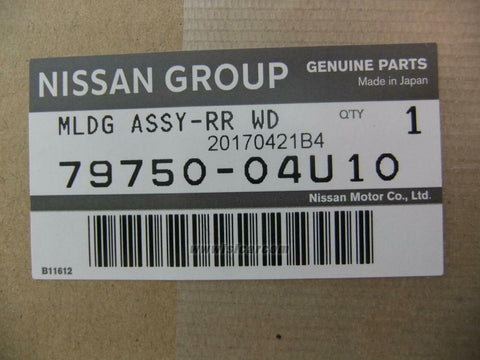 NISSAN GROUP
GENUINE PARTS
Made in Japan
MLDG ASSY-RR WD
QTY 1
20170421B4
79750-04U10
Nissan Motor Co., Ltd.
B11612